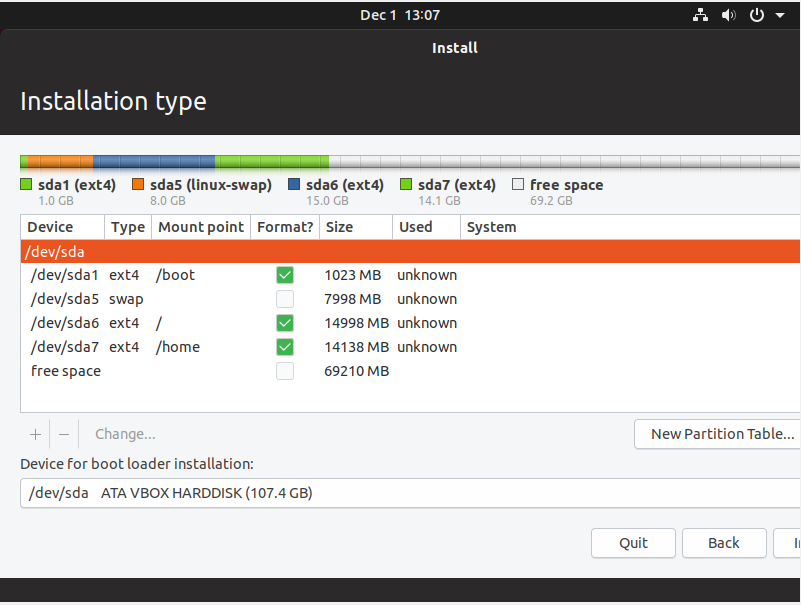 Dec 1 13:07
Install
Installation type
sda1 (ext4) sda5 (linux-swap) sda6 (ext4) sda7 (ext4) free space
1.0 GB 8.0 GB 15.0 GB 14.1 GB 69.2 GB
Device Type Mount point Format? Size Used System
/dev/sda
/dev/sda1 ext4 /boot 1023 MB unknown
/dev/sda5 swap 7998 MB unknown
/dev/sda6 ext4 / 14998 MB unknown
/dev/sda7 ext4 /home 14138 MB unknown
free space 69210 MB
+ − Change... New Partition Table...
Device for boot loader installation:
/dev/sda ATA VBOX HARDDISK (107.4 GB)
Quit Back